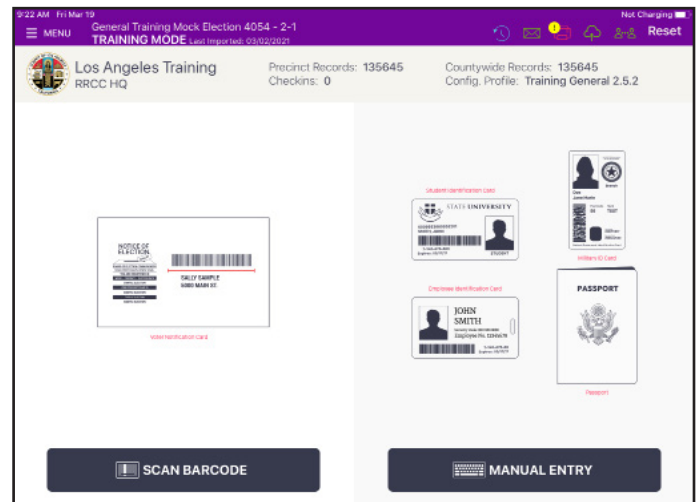 9:22 AM Fri Mar 19
Not Charging
MENU
General Training Mock Election 4054 - 2-1
TRAINING MODE Last Imported: 03/02/2021
Reset
Los Angeles Training
RRCC HQ
Precinct Records: 135645
Checkins: 0
Countywide Records: 135645
Config. Profile: Training General 2.5.2
NOTICE OF
ELECTION
SALLY SAMPLE
5000 MAIN ST.
Voter Notification Card
Student Identification Card
STATE UNIVERSITY
STUDENT
Military ID Card
Employee Identification Card
JOHN
SMITH
Employee No. 12345678
PASSPORT
Passport
SCAN BARCODE
MANUAL ENTRY